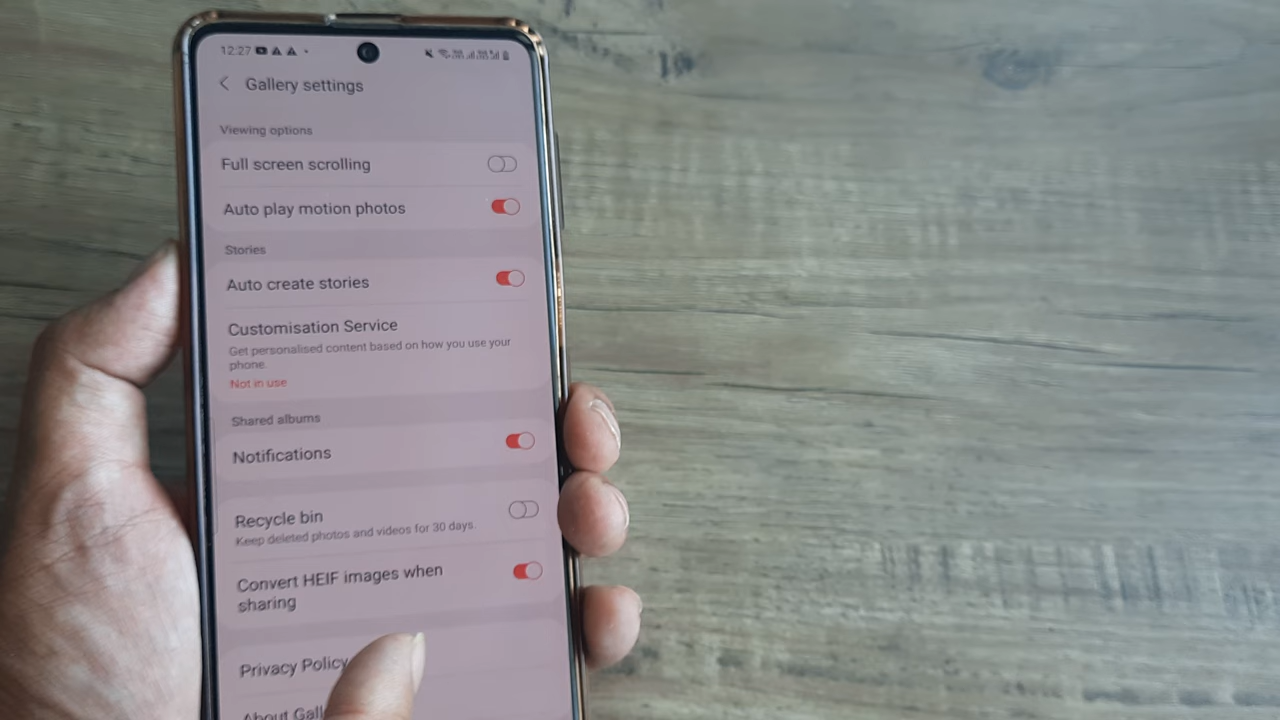 12:27
Gallery settings
Viewing options
Full screen scrolling
Auto play motion photos
Stories
Auto create stories
Customisation Service
Get personalised content based on how you use your
phone.
Not in use
Shared albums
Notifications
Recycle bin
Keep deleted photos and videos for 30 days.
Convert HEIF images when
sharing
Privacy Policy
About